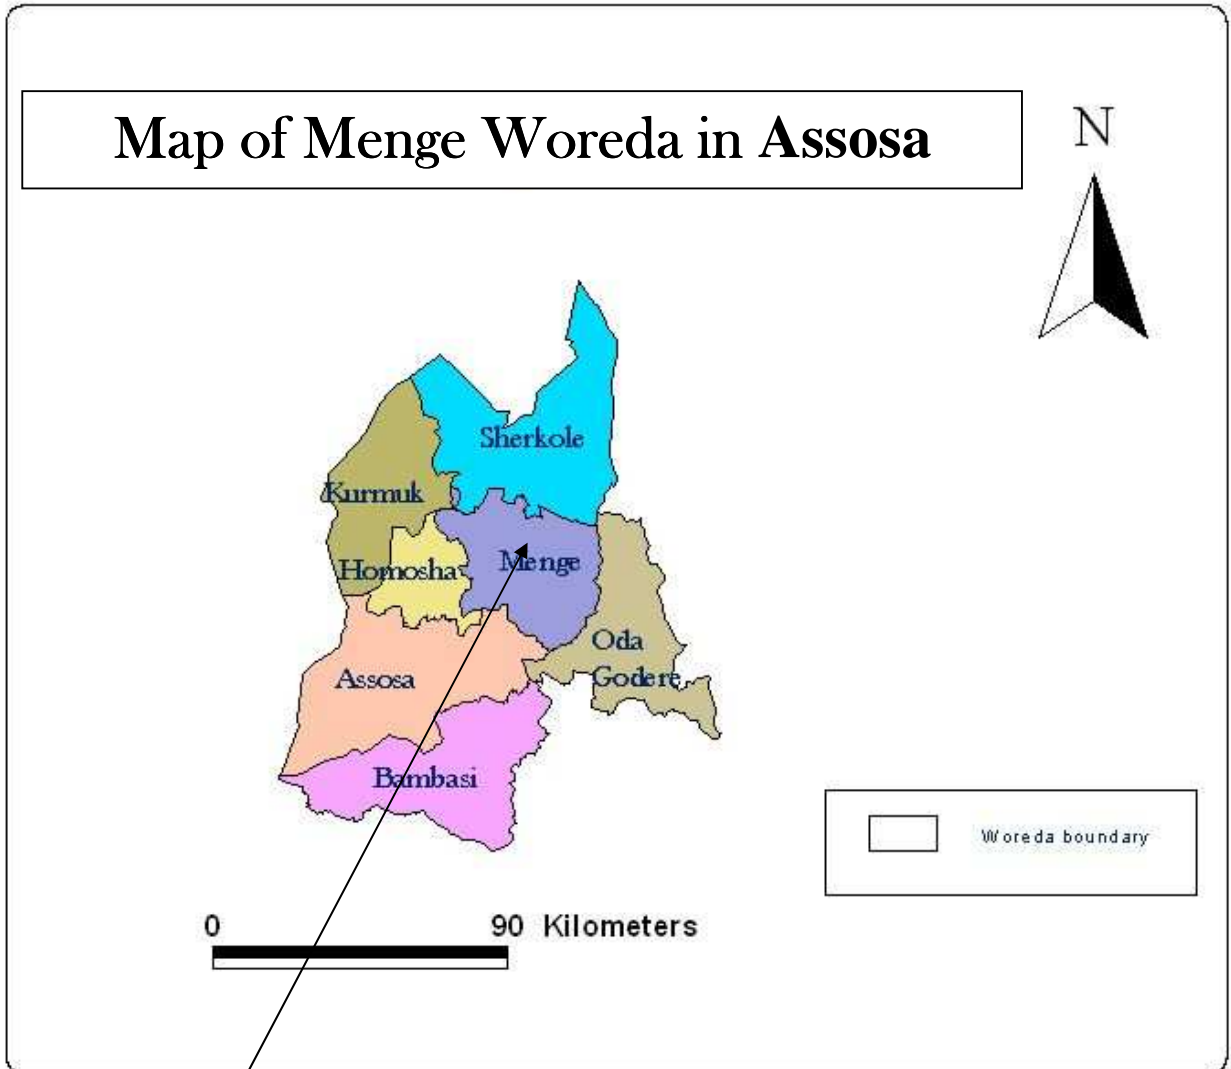 Map of Menge Woreda in Assosa
N
Sherkole
Kurmuk
Menge
Homosha
Oda
Godere
Assosa
Bambasi
Woreda boundary
0 90 Kilometers